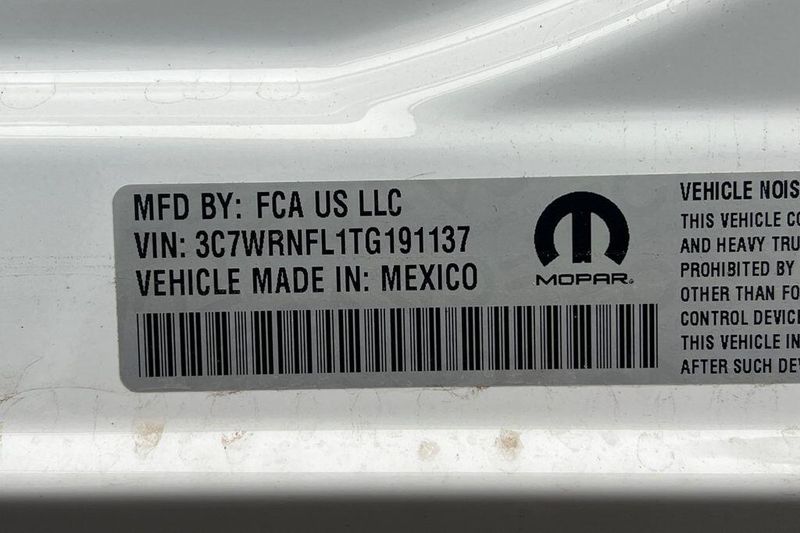 MFD BY: FCA US LLC
VIN: 3C7WRNFL1TG191137
VEHICLE MADE IN: MEXICO
MOPAR
VEHICLE NOIS
THIS VEHICLE CO
AND HEAVY TRU
PROHIBITED BY
OTHER THAN FO
CONTROL DEVIC
THIS VEHICLE IN
AFTER SUCH DEV